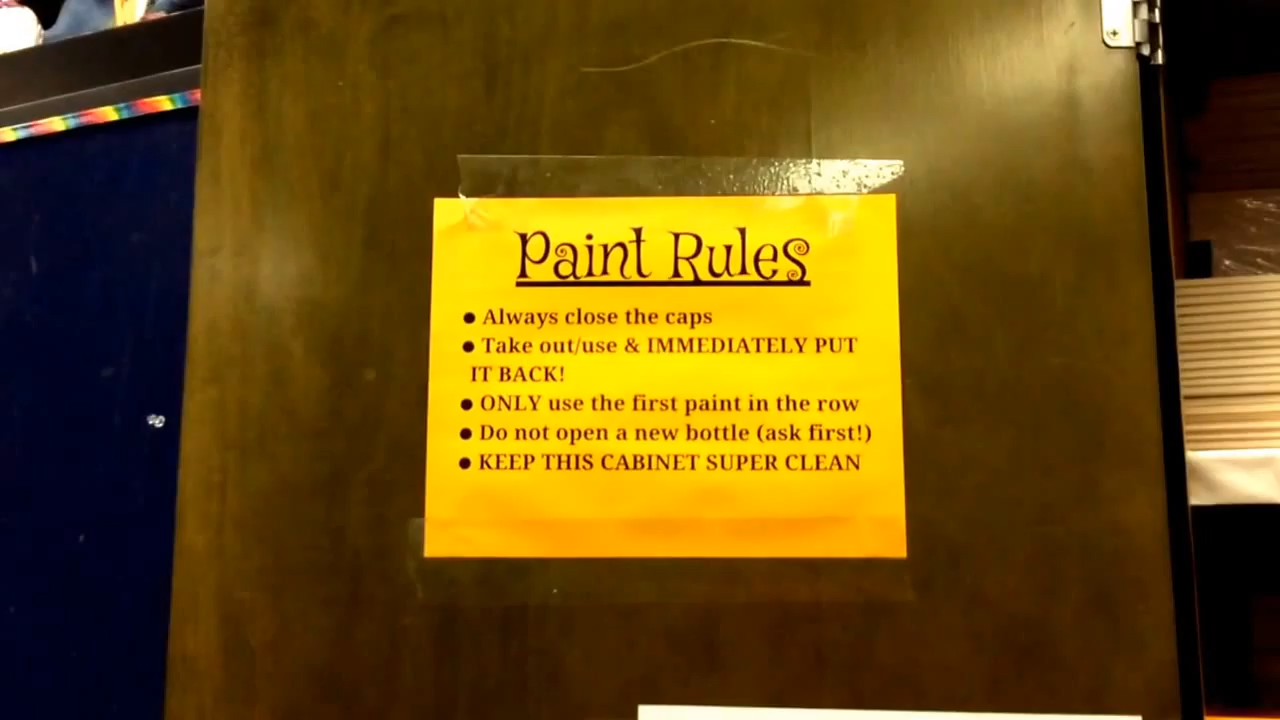 Paint Rules
● Always close the caps
● Take out/use & IMMEDIATELY PUT
IT BACK!
● ONLY use the first paint in the row
● Do not open a new bottle (ask first!)
● KEEP THIS CABINET SUPER CLEAN